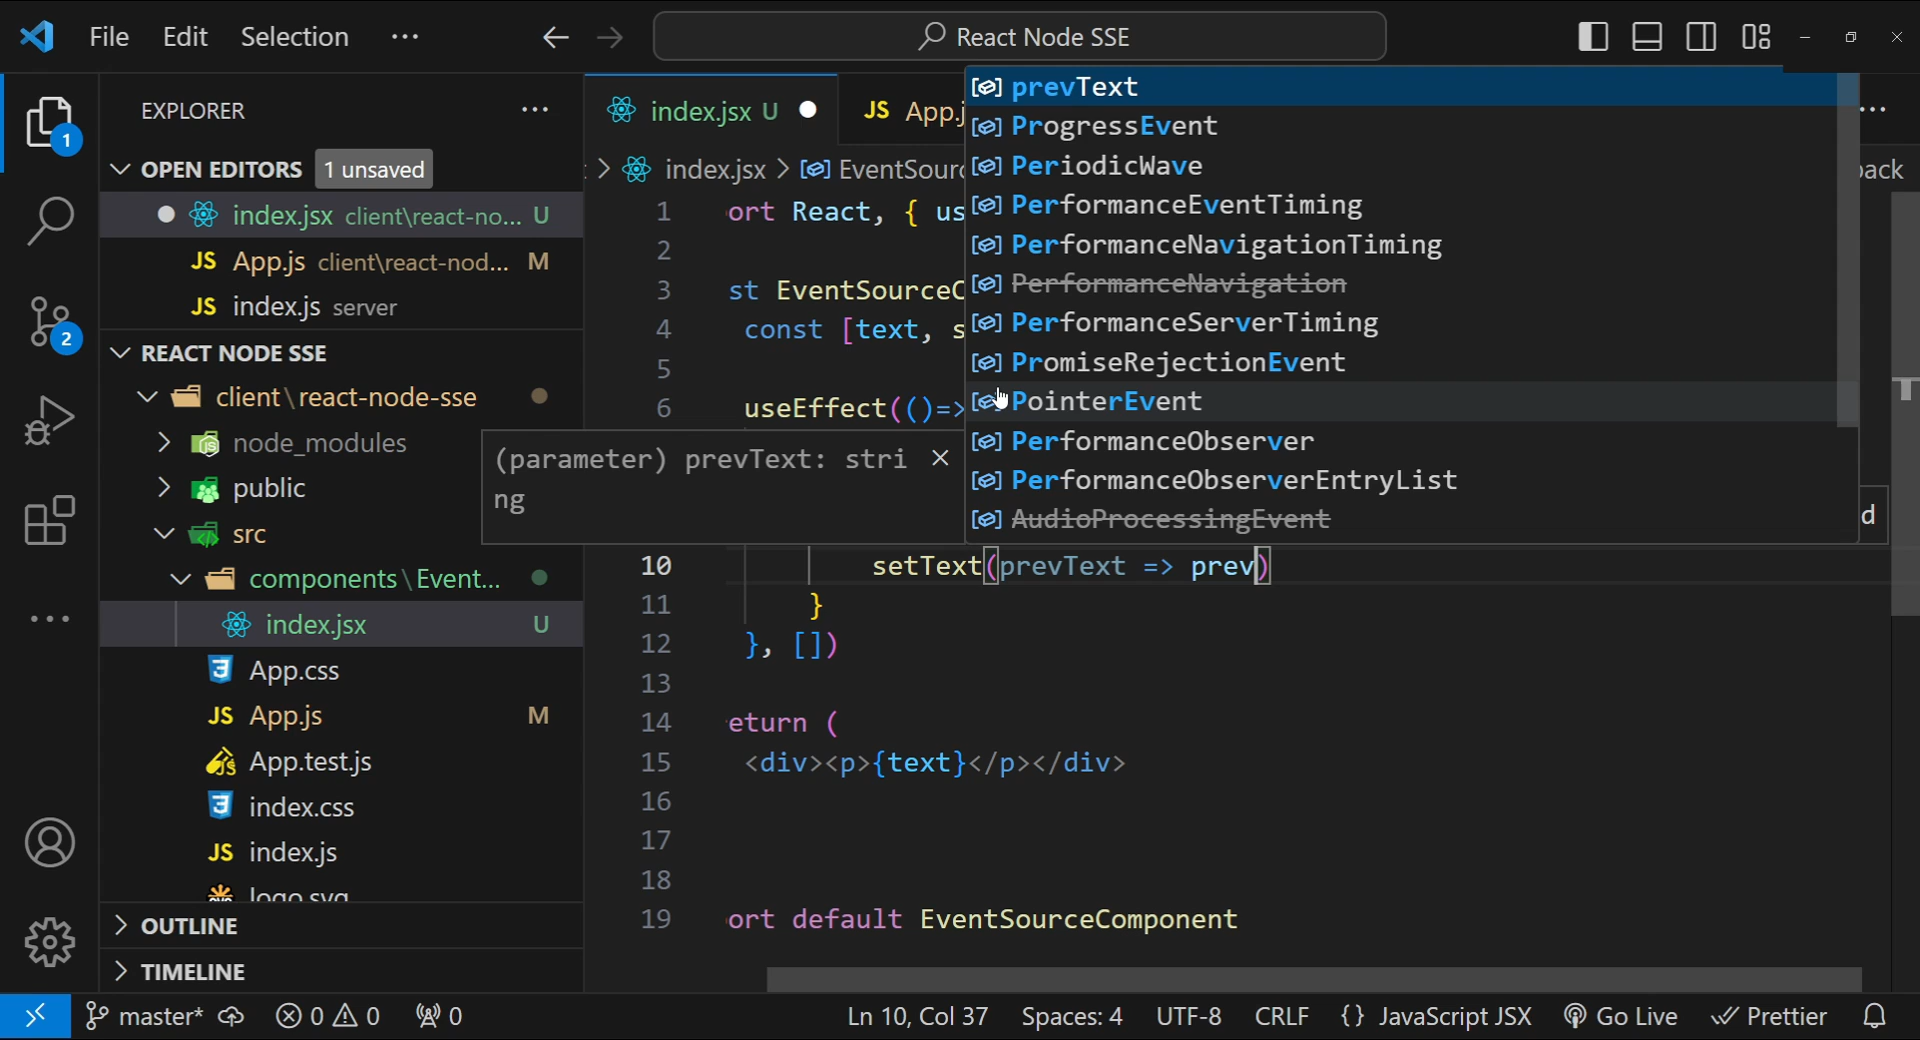 File Edit Selection ··· React Node SSE
EXPLORER ···
OPEN EDITORS 1 unsaved
index.jsx client\react-no... U
JS App.js client\react-nod... M
JS index.js server
REACT NODE SSE
client\react-node-sse
node_modules
public
src
components\Event...
index.jsx U
App.css
JS App.js M
App.test.js
index.css
JS index.js
logo.svg
OUTLINE
TIMELINE
index.jsx U JS App.j
> index.jsx > EventSourc
back
1 ort React, { us
2
3 st EventSourceC
4 const [text, s
5
6 useEffect(()=>
(parameter) prevText: stri
ng
prevText
ProgressEvent
PeriodicWave
PerformanceEventTiming
PerformanceNavigationTiming
PerformanceNavigation
PerformanceServerTiming
PromiseRejectionEvent
PointerEvent
PerformanceObserver
PerformanceObserverEntryList
AudioProcessingEvent
d
10 setText(prevText => prev)
11 }
12 }, [])
13
14 eturn (
15 <div><p>{text}</p></div>
16
17
18
19 ort default EventSourceComponent
1
2
master* 0 0 0 Ln 10, Col 37 Spaces: 4 UTF-8 CRLF {} JavaScript JSX Go Live Prettier